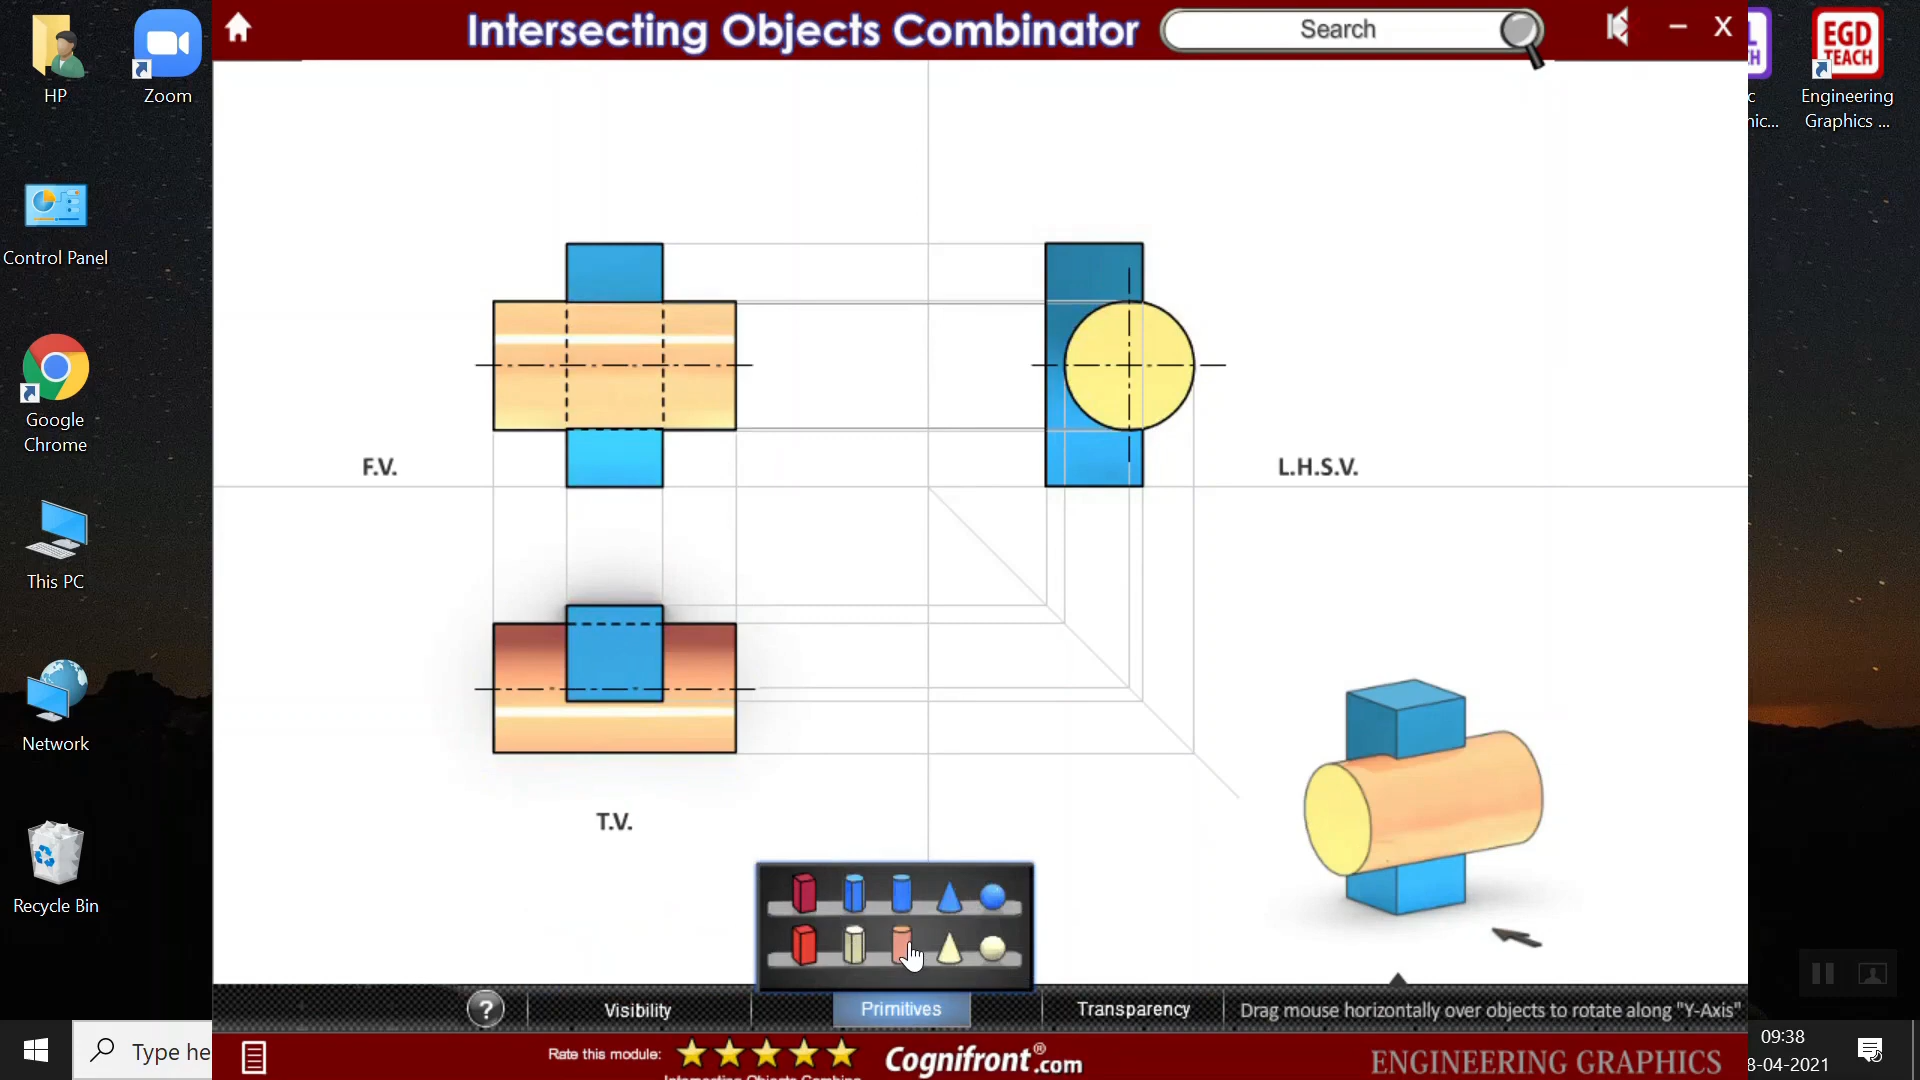 HP
Zoom
Control Panel
Google
Chrome
This PC
Network
Recycle Bin
Intersecting Objects Combinator
Search
X
EGD
TEACH
Engineering
Graphics ...
F.V.
L.H.S.V.
T.V.
?
Visibility
Primitives
Transparency
Drag mouse horizontally over objects to rotate along "Y-Axis"
Type he
Rate this module:
Cognifront®.com
ENGINEERING GRAPHICS
09:38
8-04-2021